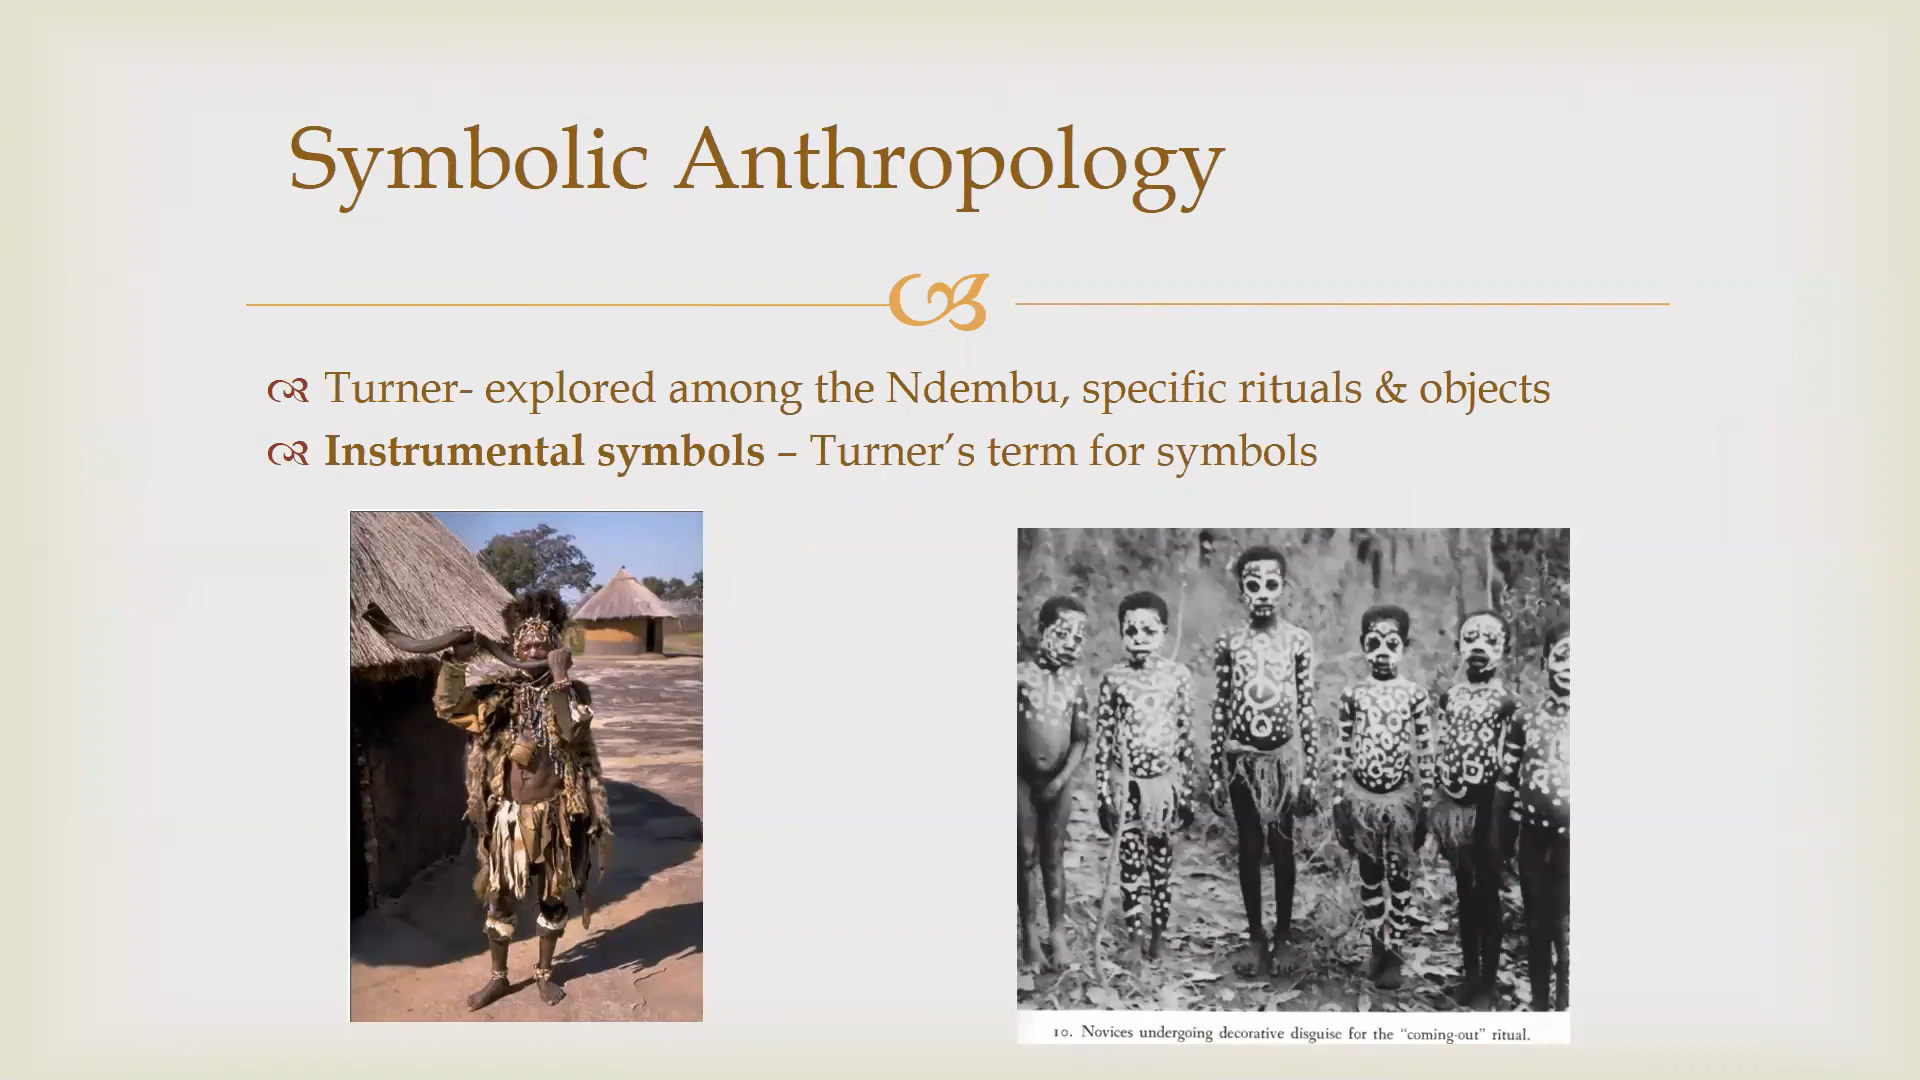 Symbolic Anthropology
Turner- explored among the Ndembu, specific rituals & objects
Instrumental symbols – Turner’s term for symbols
10. Novices undergoing decorative disguise for the “coming-out” ritual.